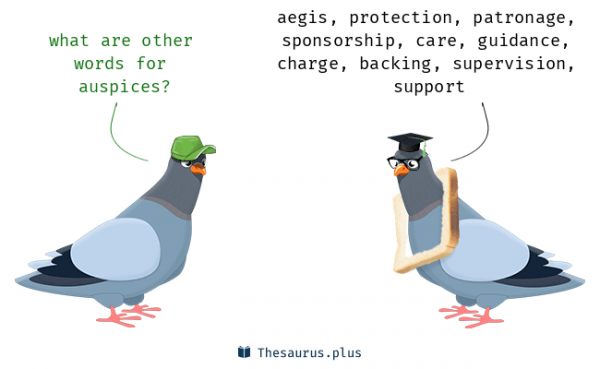 what are other
words for
auspices?
aegis, protection, patronage,
sponsorship, care, guidance,
charge, backing, supervision,
support
Thesaurus.plus